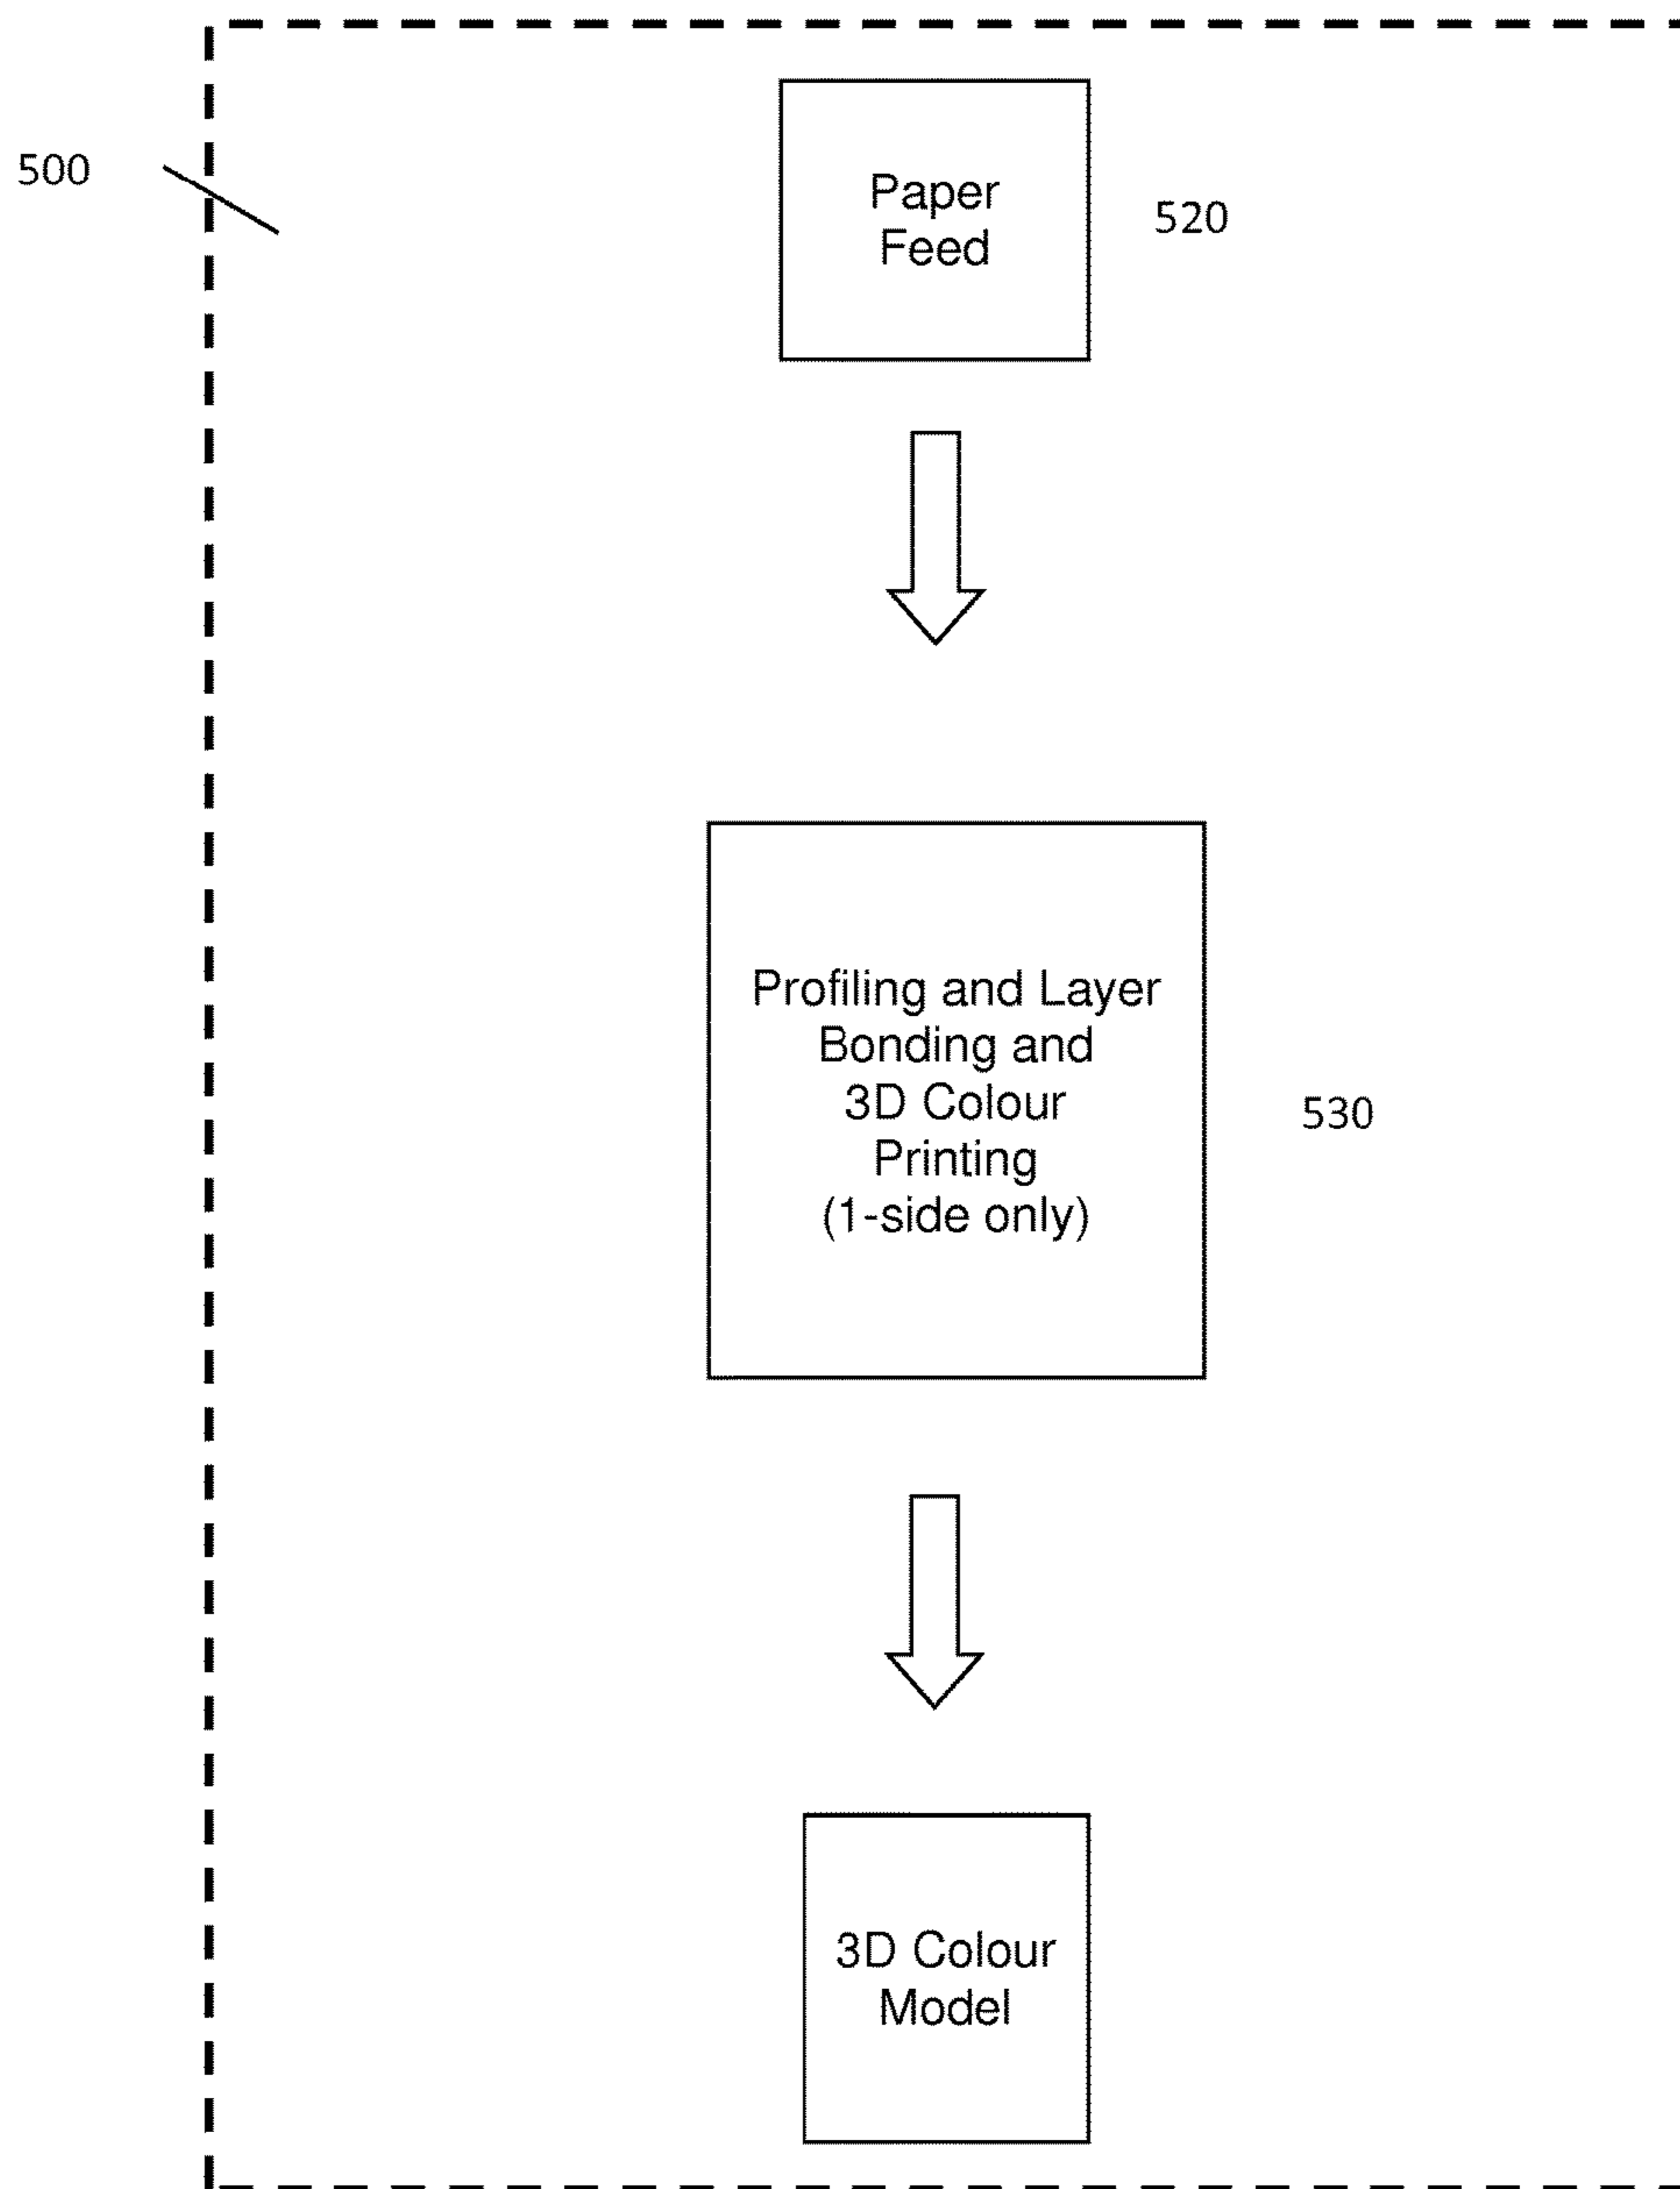 500
Paper
Feed
520
Profiling and Layer
Bonding and
3D Colour
Printing
(1-side only)
530
3D Colour
Model